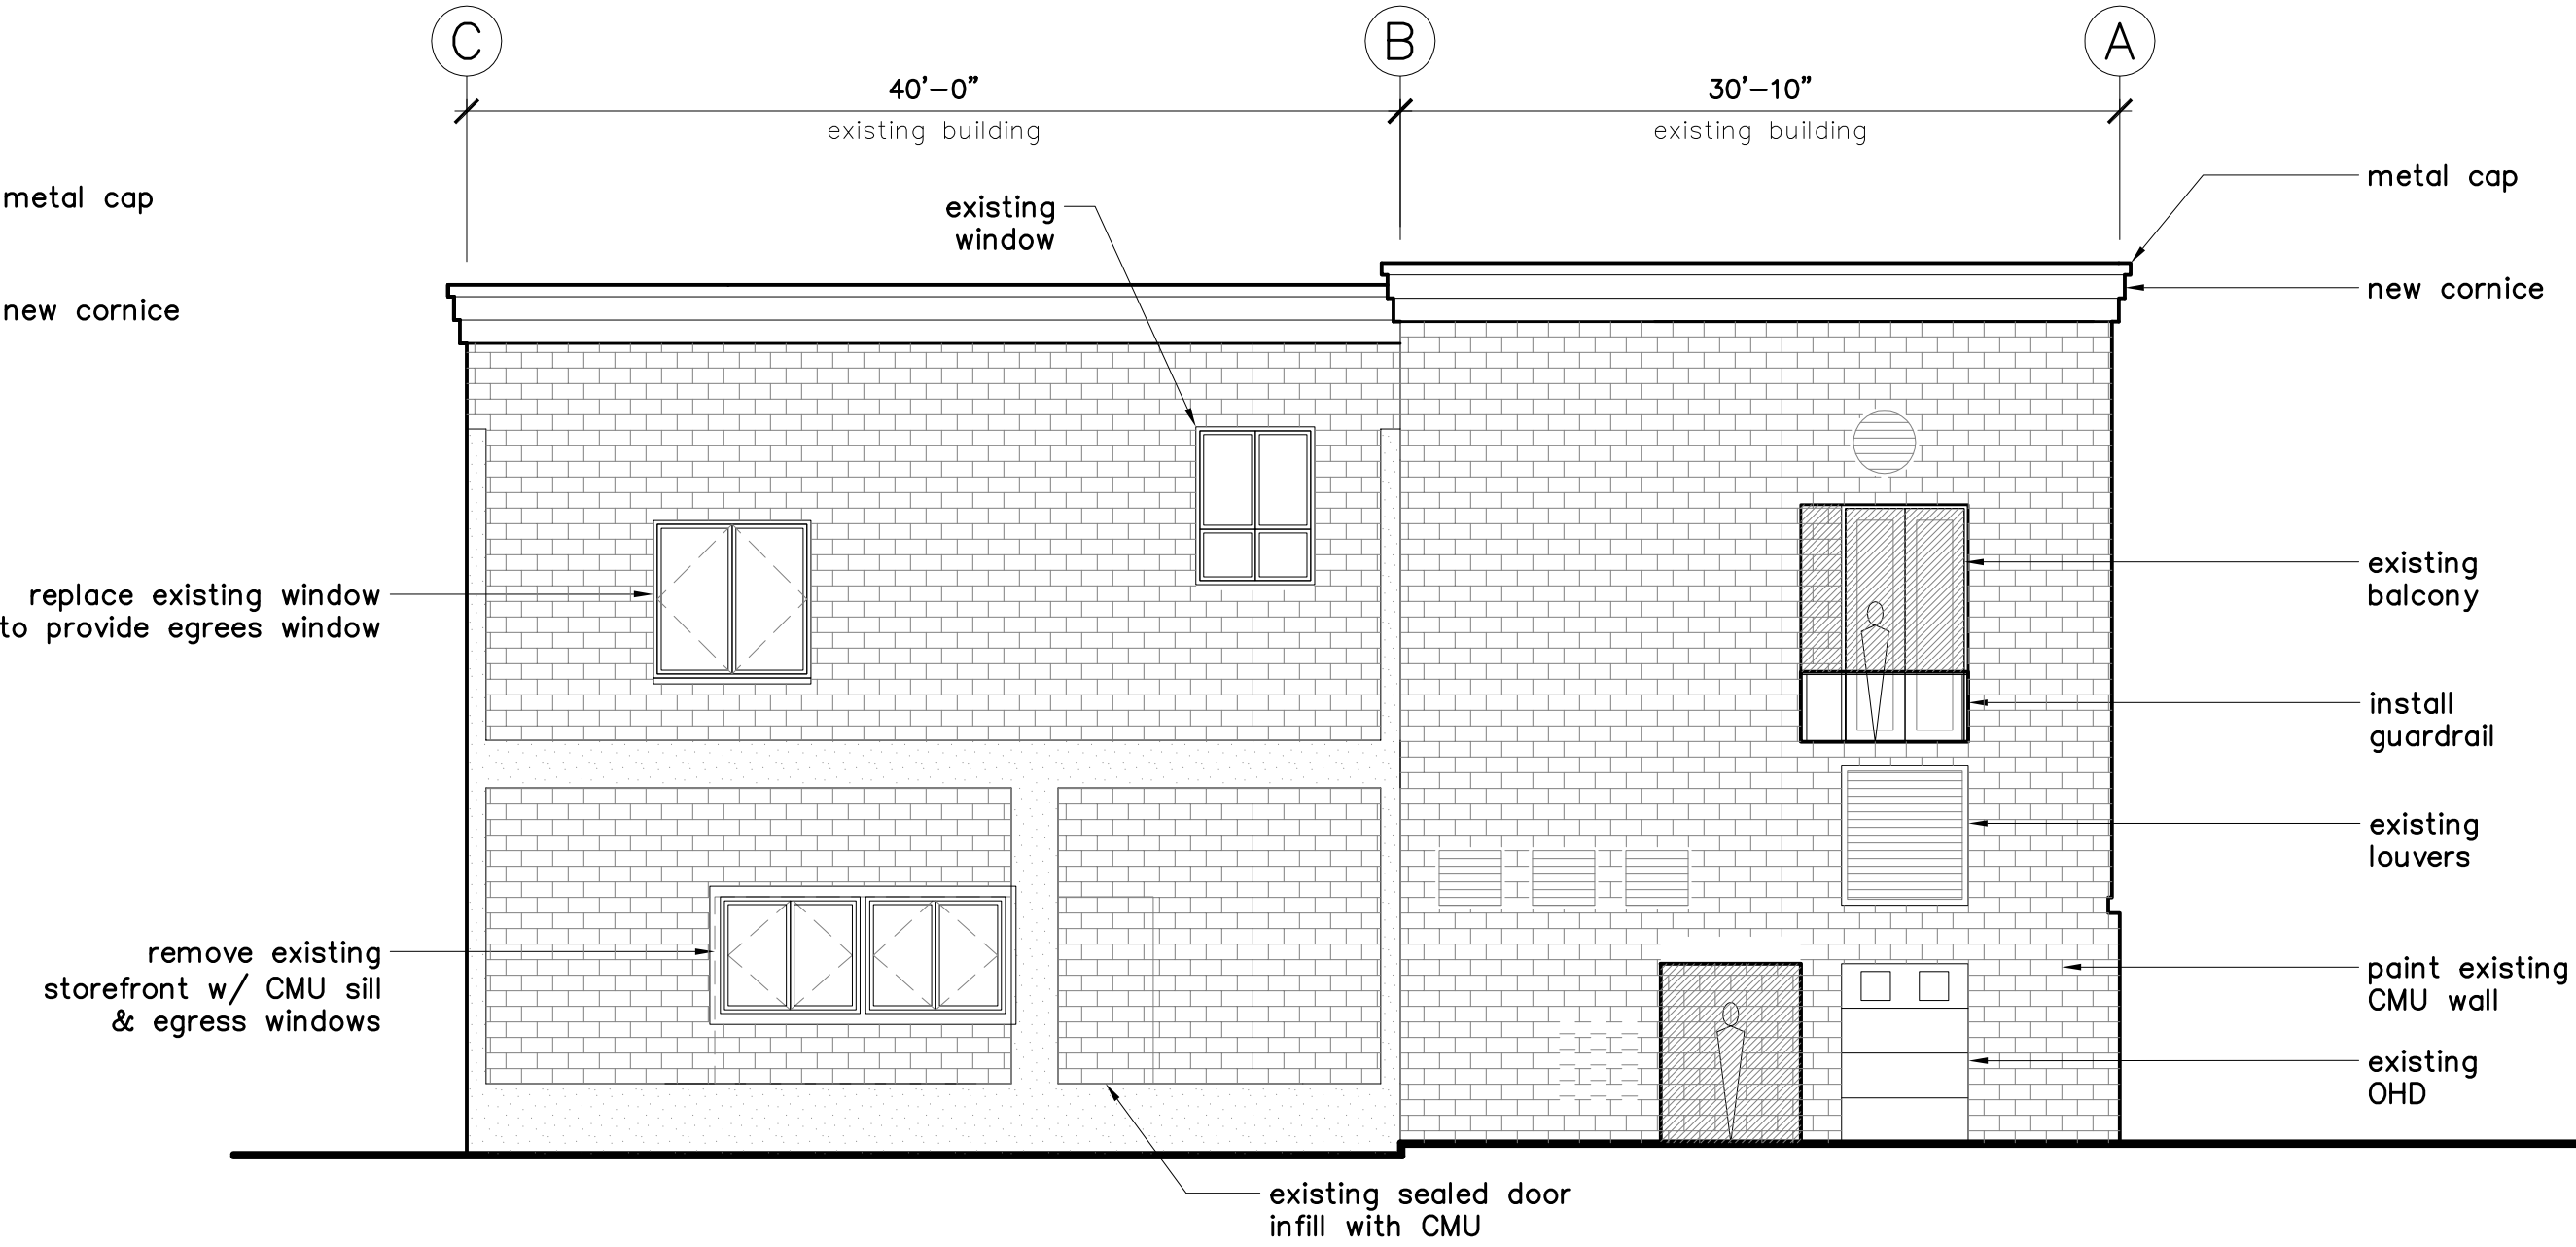 C
B
A
40'-0"
30'-10"
existing building
existing building
metal cap
new cornice
existing
window
metal cap
new cornice
replace existing window
to provide egrees window
existing
balcony
install
guardrail
existing
louvers
remove existing
storefront w/ CMU sill
& egress windows
paint existing
CMU wall
existing
OHD
existing sealed door
infill with CMU